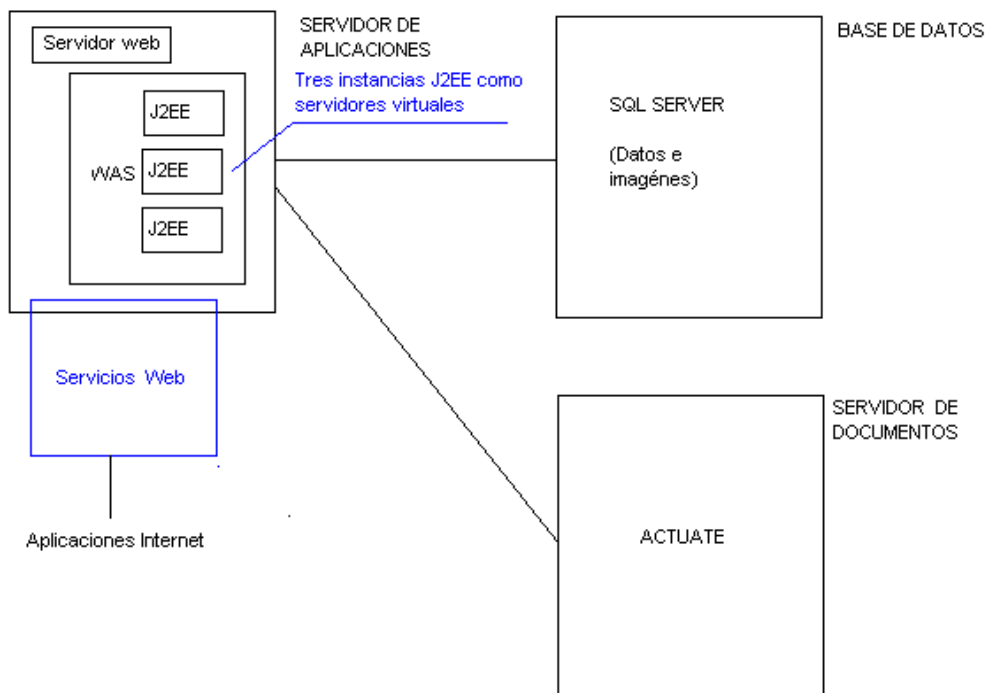 Servidor web
WAS
J2EE
J2EE
J2EE
SERVIDOR DE
APLICACIONES
Tres instancias J2EE como
servidores virtuales
Servicios Web
Aplicaciones Internet
BASE DE DATOS
SQL SERVER
(Datos e
imagénes)
SERVIDOR DE
DOCUMENTOS
ACTUATE